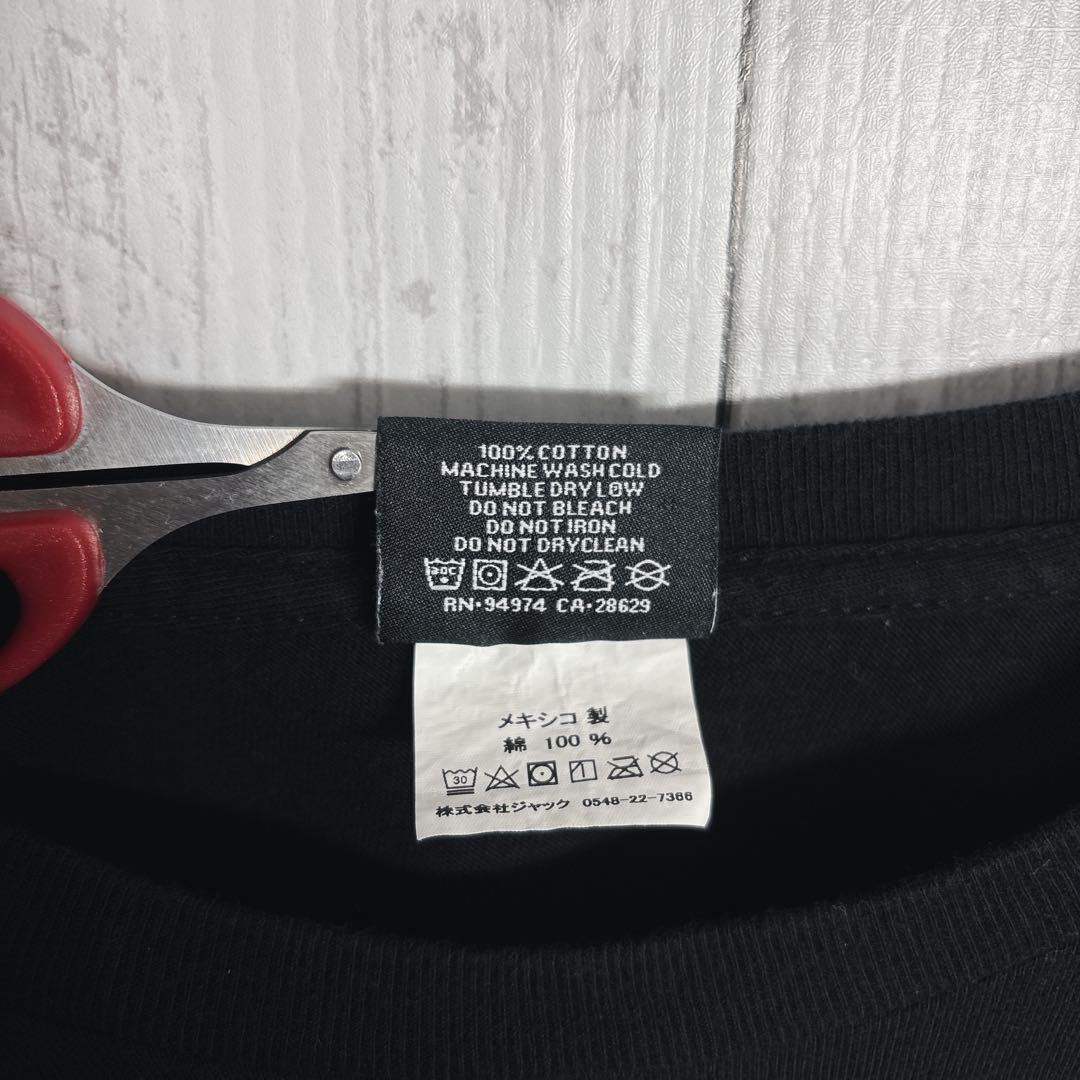 100% COTTON
MACHINE WASH COLD
TUMBLE DRY LOW
DO NOT BLEACH
DO NOT IRON
DO NOT DRYCLEAN
30C
RN·94974 CA·28629
メキシコ 製
綿 100 %
30
株式会社ジャック 0548-22-7366